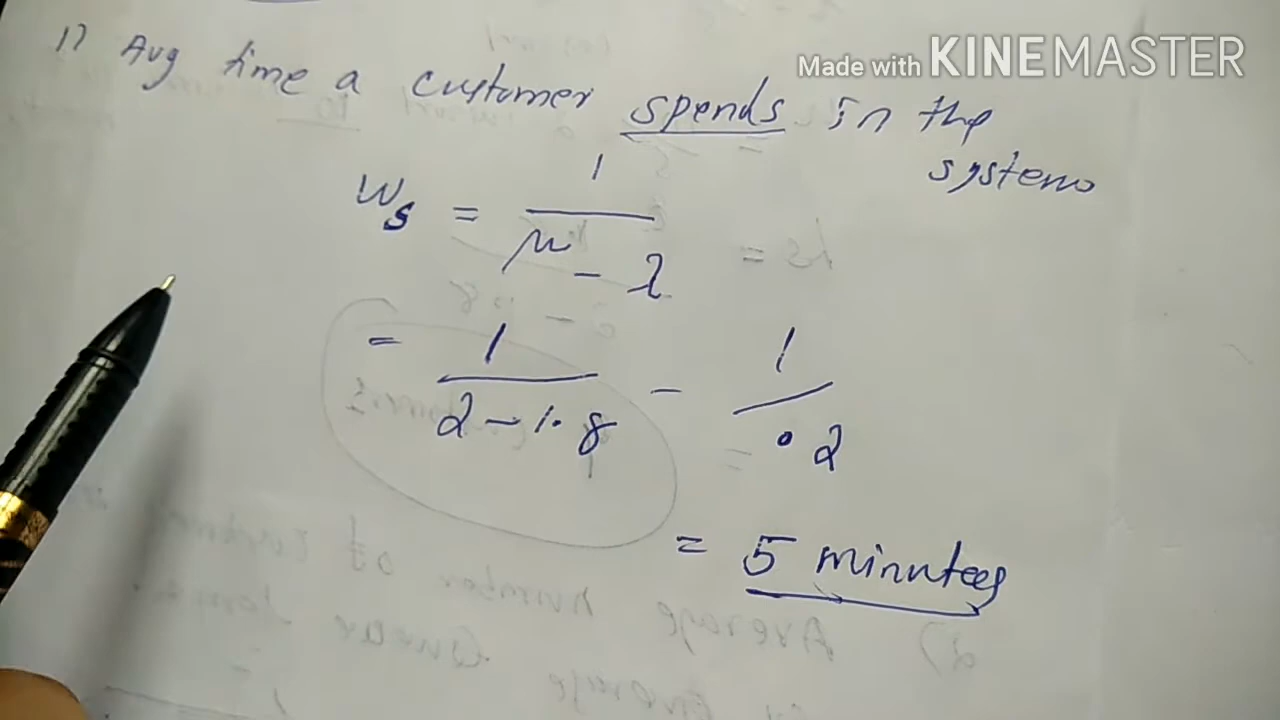 Made with KINEMASTER
1) Avg time a customer spends in the
system
Ws = 1 / μ - λ
= 1 / 2 - 1.8 = 1 / .2
= 5 minutes